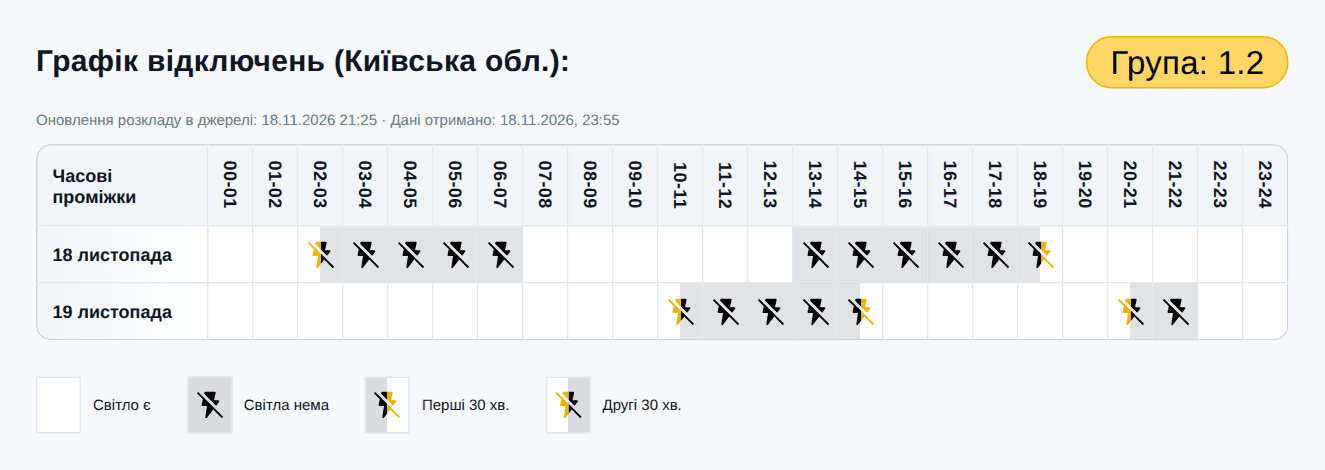 Графік відключень (Київська обл.):
Група: 1.2
Оновлення розкладу в джерелі: 18.11.2026 21:25 · Дані отримано: 18.11.2026, 23:55
Часові
проміжки
00-01
01-02
02-03
03-04
04-05
05-06
06-07
07-08
08-09
09-10
10-11
11-12
12-13
13-14
14-15
15-16
16-17
17-18
18-19
19-20
20-21
21-22
22-23
23-24
18 листопада
19 листопада
Світло є
Світла нема
Перші 30 хв.
Другі 30 хв.